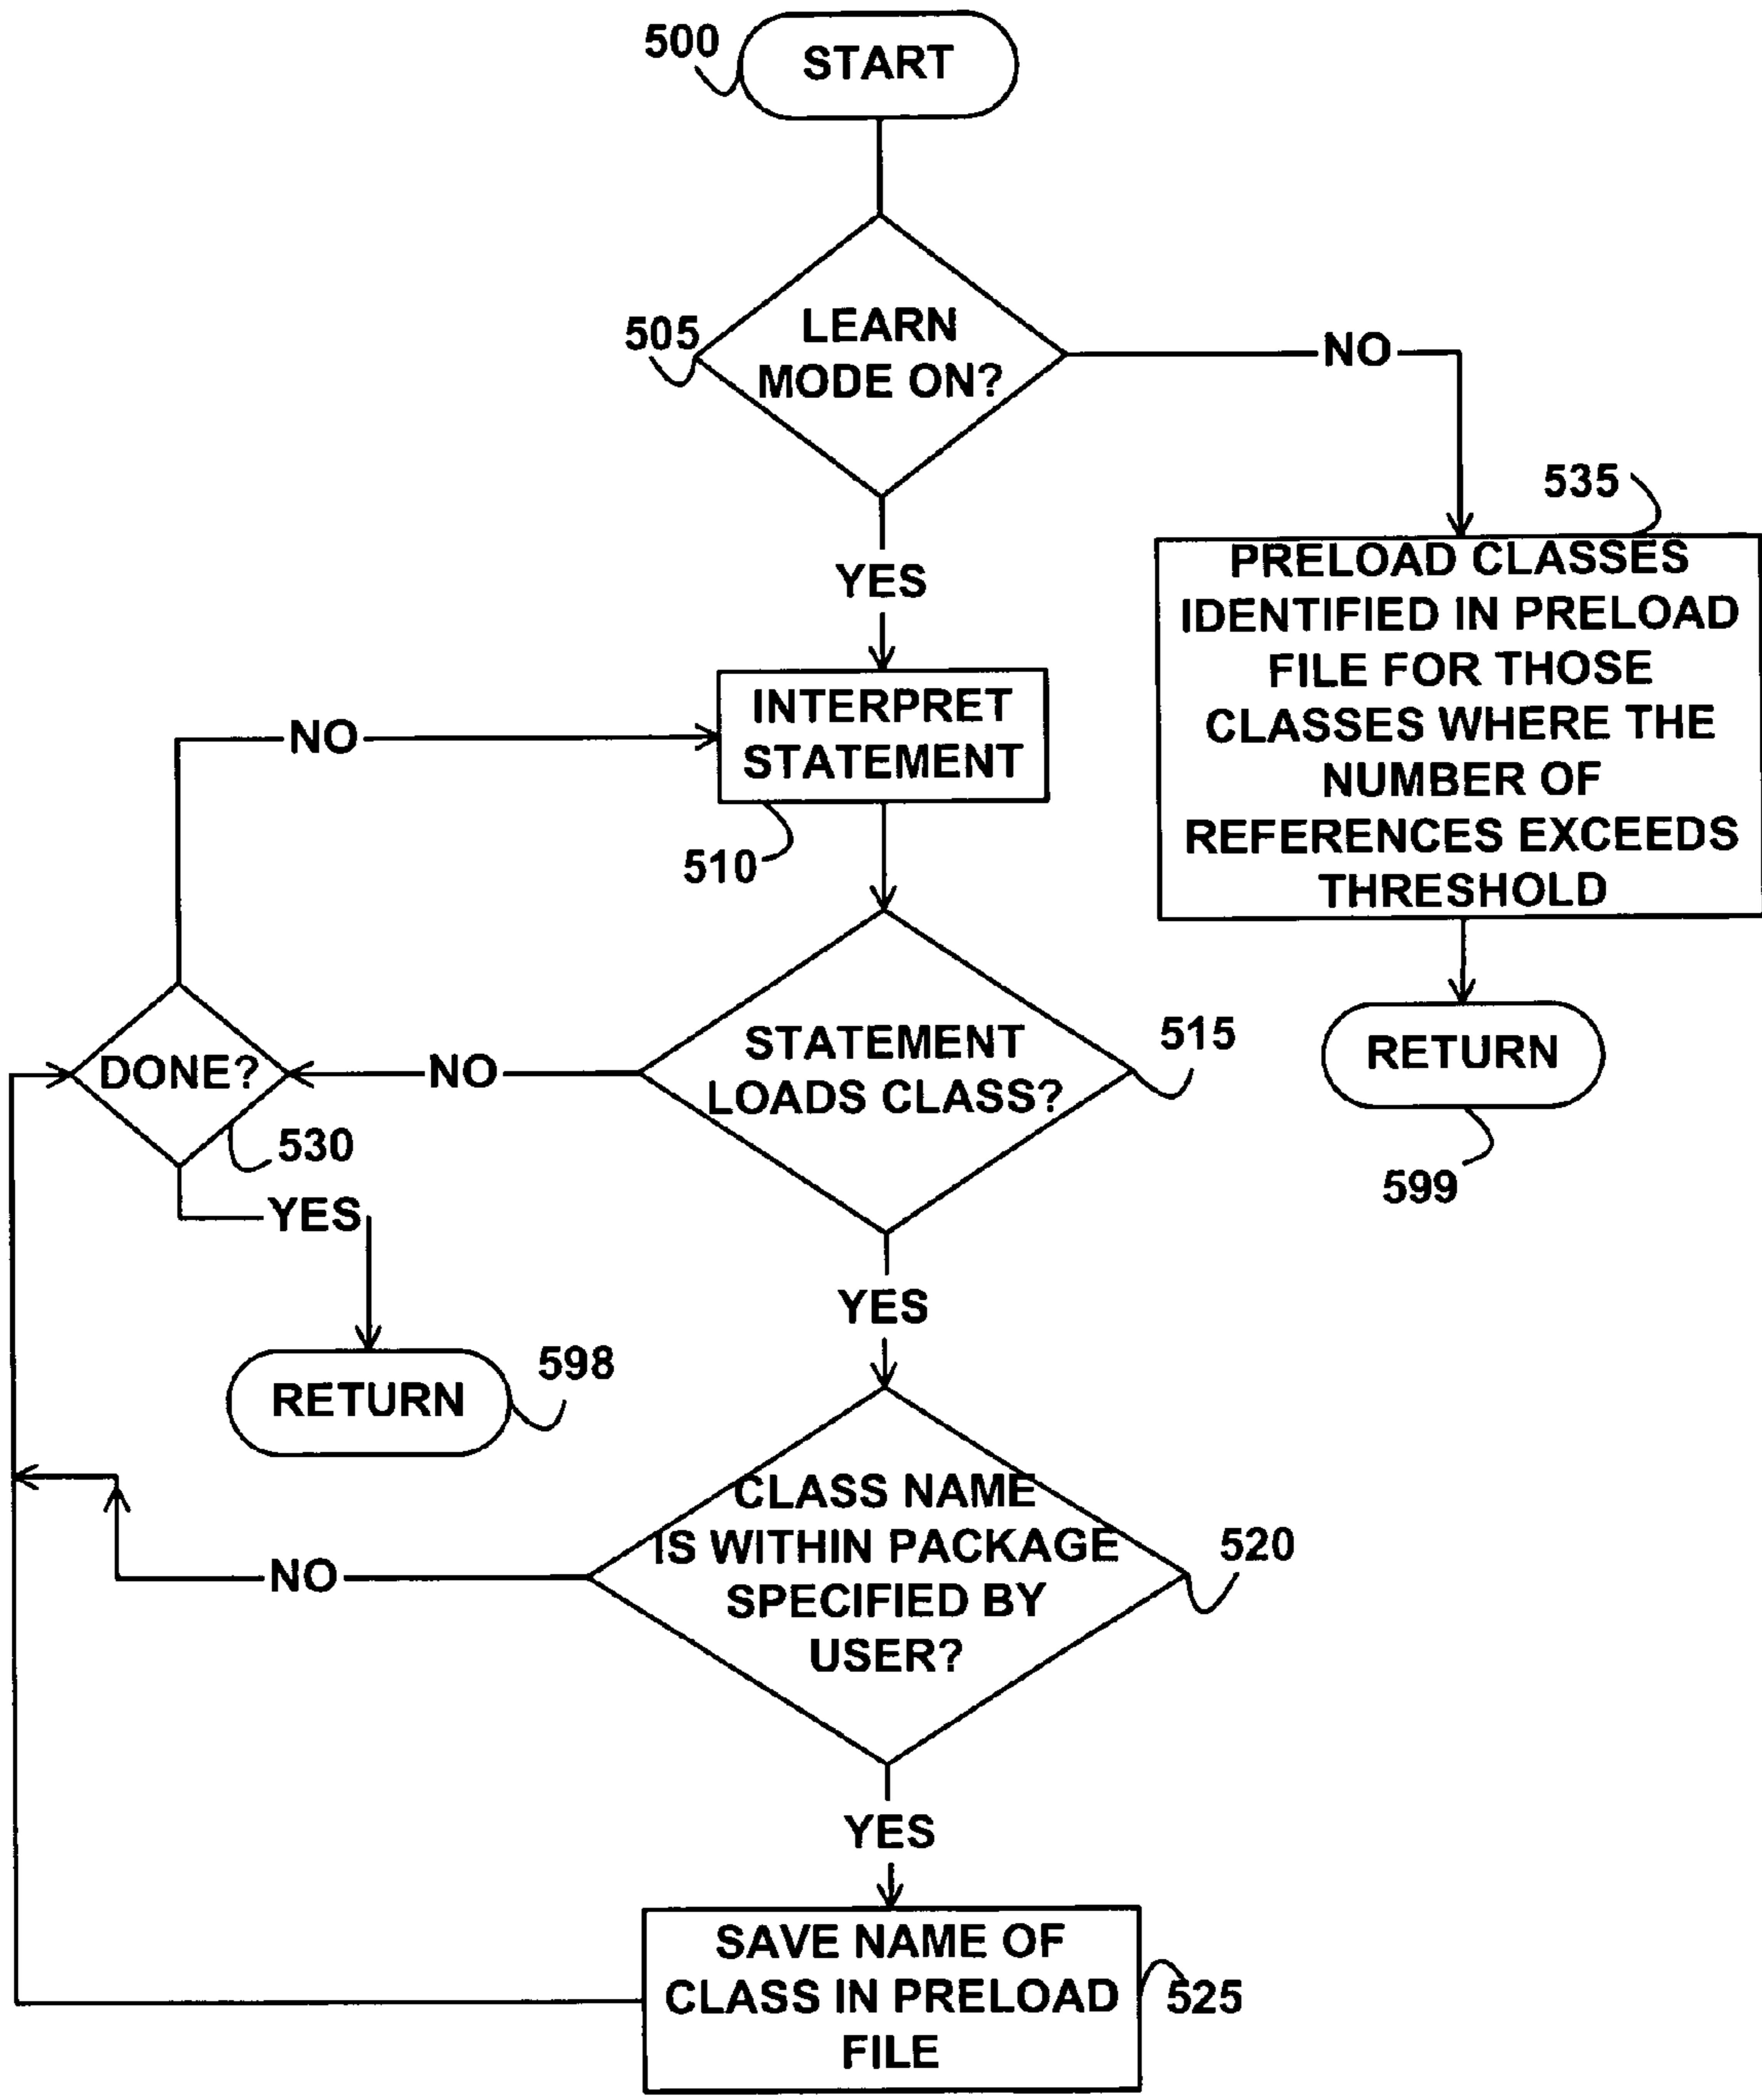 500
START
505
LEARN
MODE ON?
NO
YES
535
PRELOAD CLASSES
IDENTIFIED IN PRELOAD
FILE FOR THOSE
CLASSES WHERE THE
NUMBER OF
REFERENCES EXCEEDS
THRESHOLD
INTERPRET
STATEMENT
NO
510
STATEMENT
LOADS CLASS?
515
NO
DONE?
530
YES
RETURN
599
YES
RETURN
598
CLASS NAME
IS WITHIN PACKAGE
SPECIFIED BY
USER?
520
NO
YES
SAVE NAME OF
CLASS IN PRELOAD
FILE
525